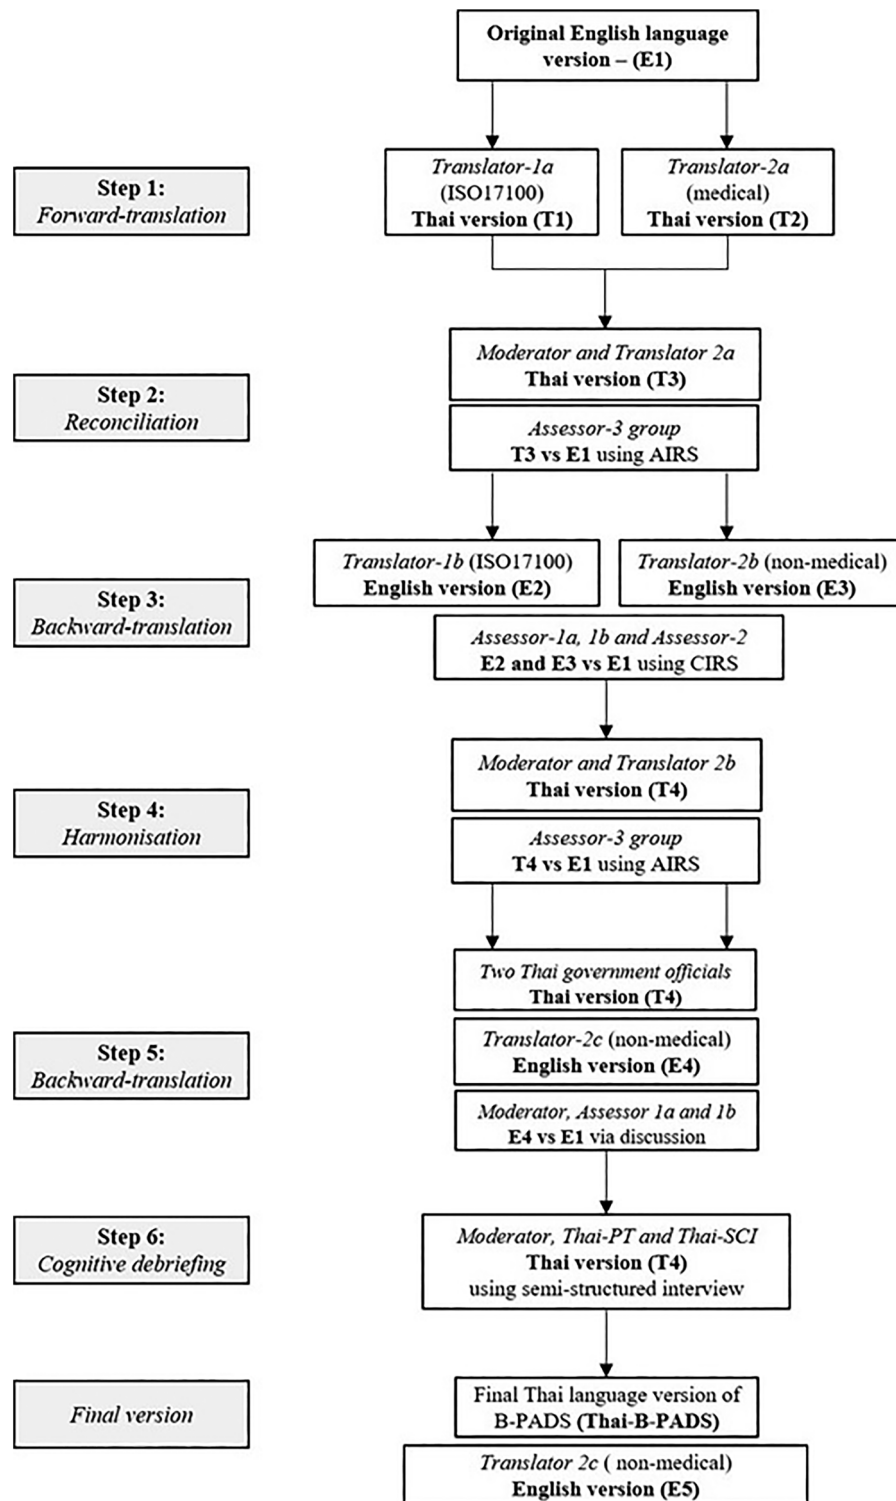 Original English language
version – (E1)
Step 1:
Forward-translation
Translator-1a
(ISO17100)
Thai version (T1)
Translator-2a
(medical)
Thai version (T2)
Step 2:
Reconciliation
Moderator and Translator 2a
Thai version (T3)
Assessor-3 group
T3 vs E1 using AIRS
Step 3:
Backward-translation
Translator-1b (ISO17100)
English version (E2)
Translator-2b (non-medical)
English version (E3)
Assessor-1a, 1b and Assessor-2
E2 and E3 vs E1 using CIRS
Step 4:
Harmonisation
Moderator and Translator 2b
Thai version (T4)
Assessor-3 group
T4 vs E1 using AIRS
Step 5:
Backward-translation
Two Thai government officials
Thai version (T4)
Translator-2c (non-medical)
English version (E4)
Moderator, Assessor 1a and 1b
E4 vs E1 via discussion
Step 6:
Cognitive debriefing
Moderator, Thai-PT and Thai-SCI
Thai version (T4)
using semi-structured interview
Final version
Final Thai language version of
B-PADS (Thai-B-PADS)
Translator 2c ( non-medical)
English version (E5)